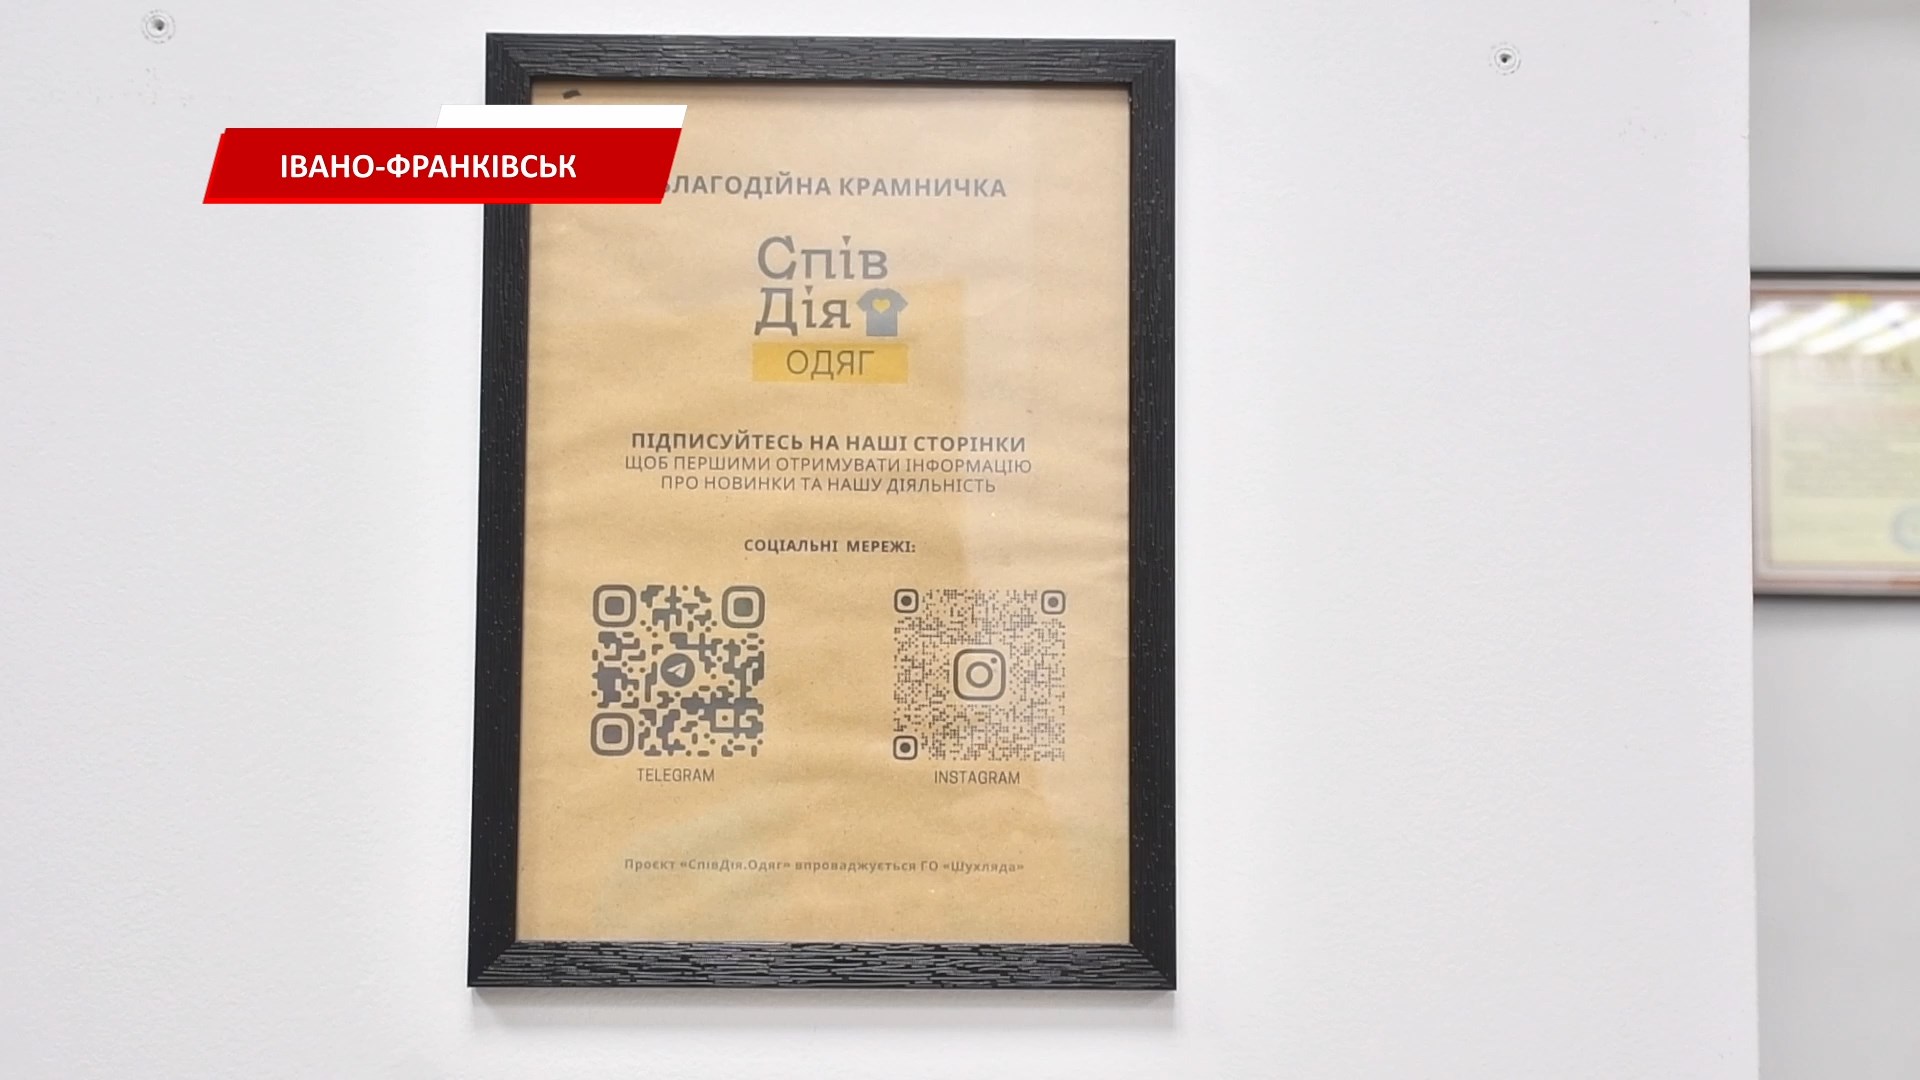 ІВАНО-ФРАНКІВСЬК
БЛАГОДІЙНА КРАМНИЧКА
Спів
Дія
ОДЯГ
ПІДПИСУЙТЕСЬ НА НАШІ СТОРІНКИ
ЩОБ ПЕРШИМИ ОТРИМУВАТИ ІНФОРМАЦІЮ
ПРО НОВИНКИ ТА НАШУ ДІЯЛЬНІСТЬ
СОЦІАЛЬНІ МЕРЕЖІ:
TELEGRAM
INSTAGRAM
Проєкт «СпівДія.Одяг» впроваджується ГО «Шухляда»